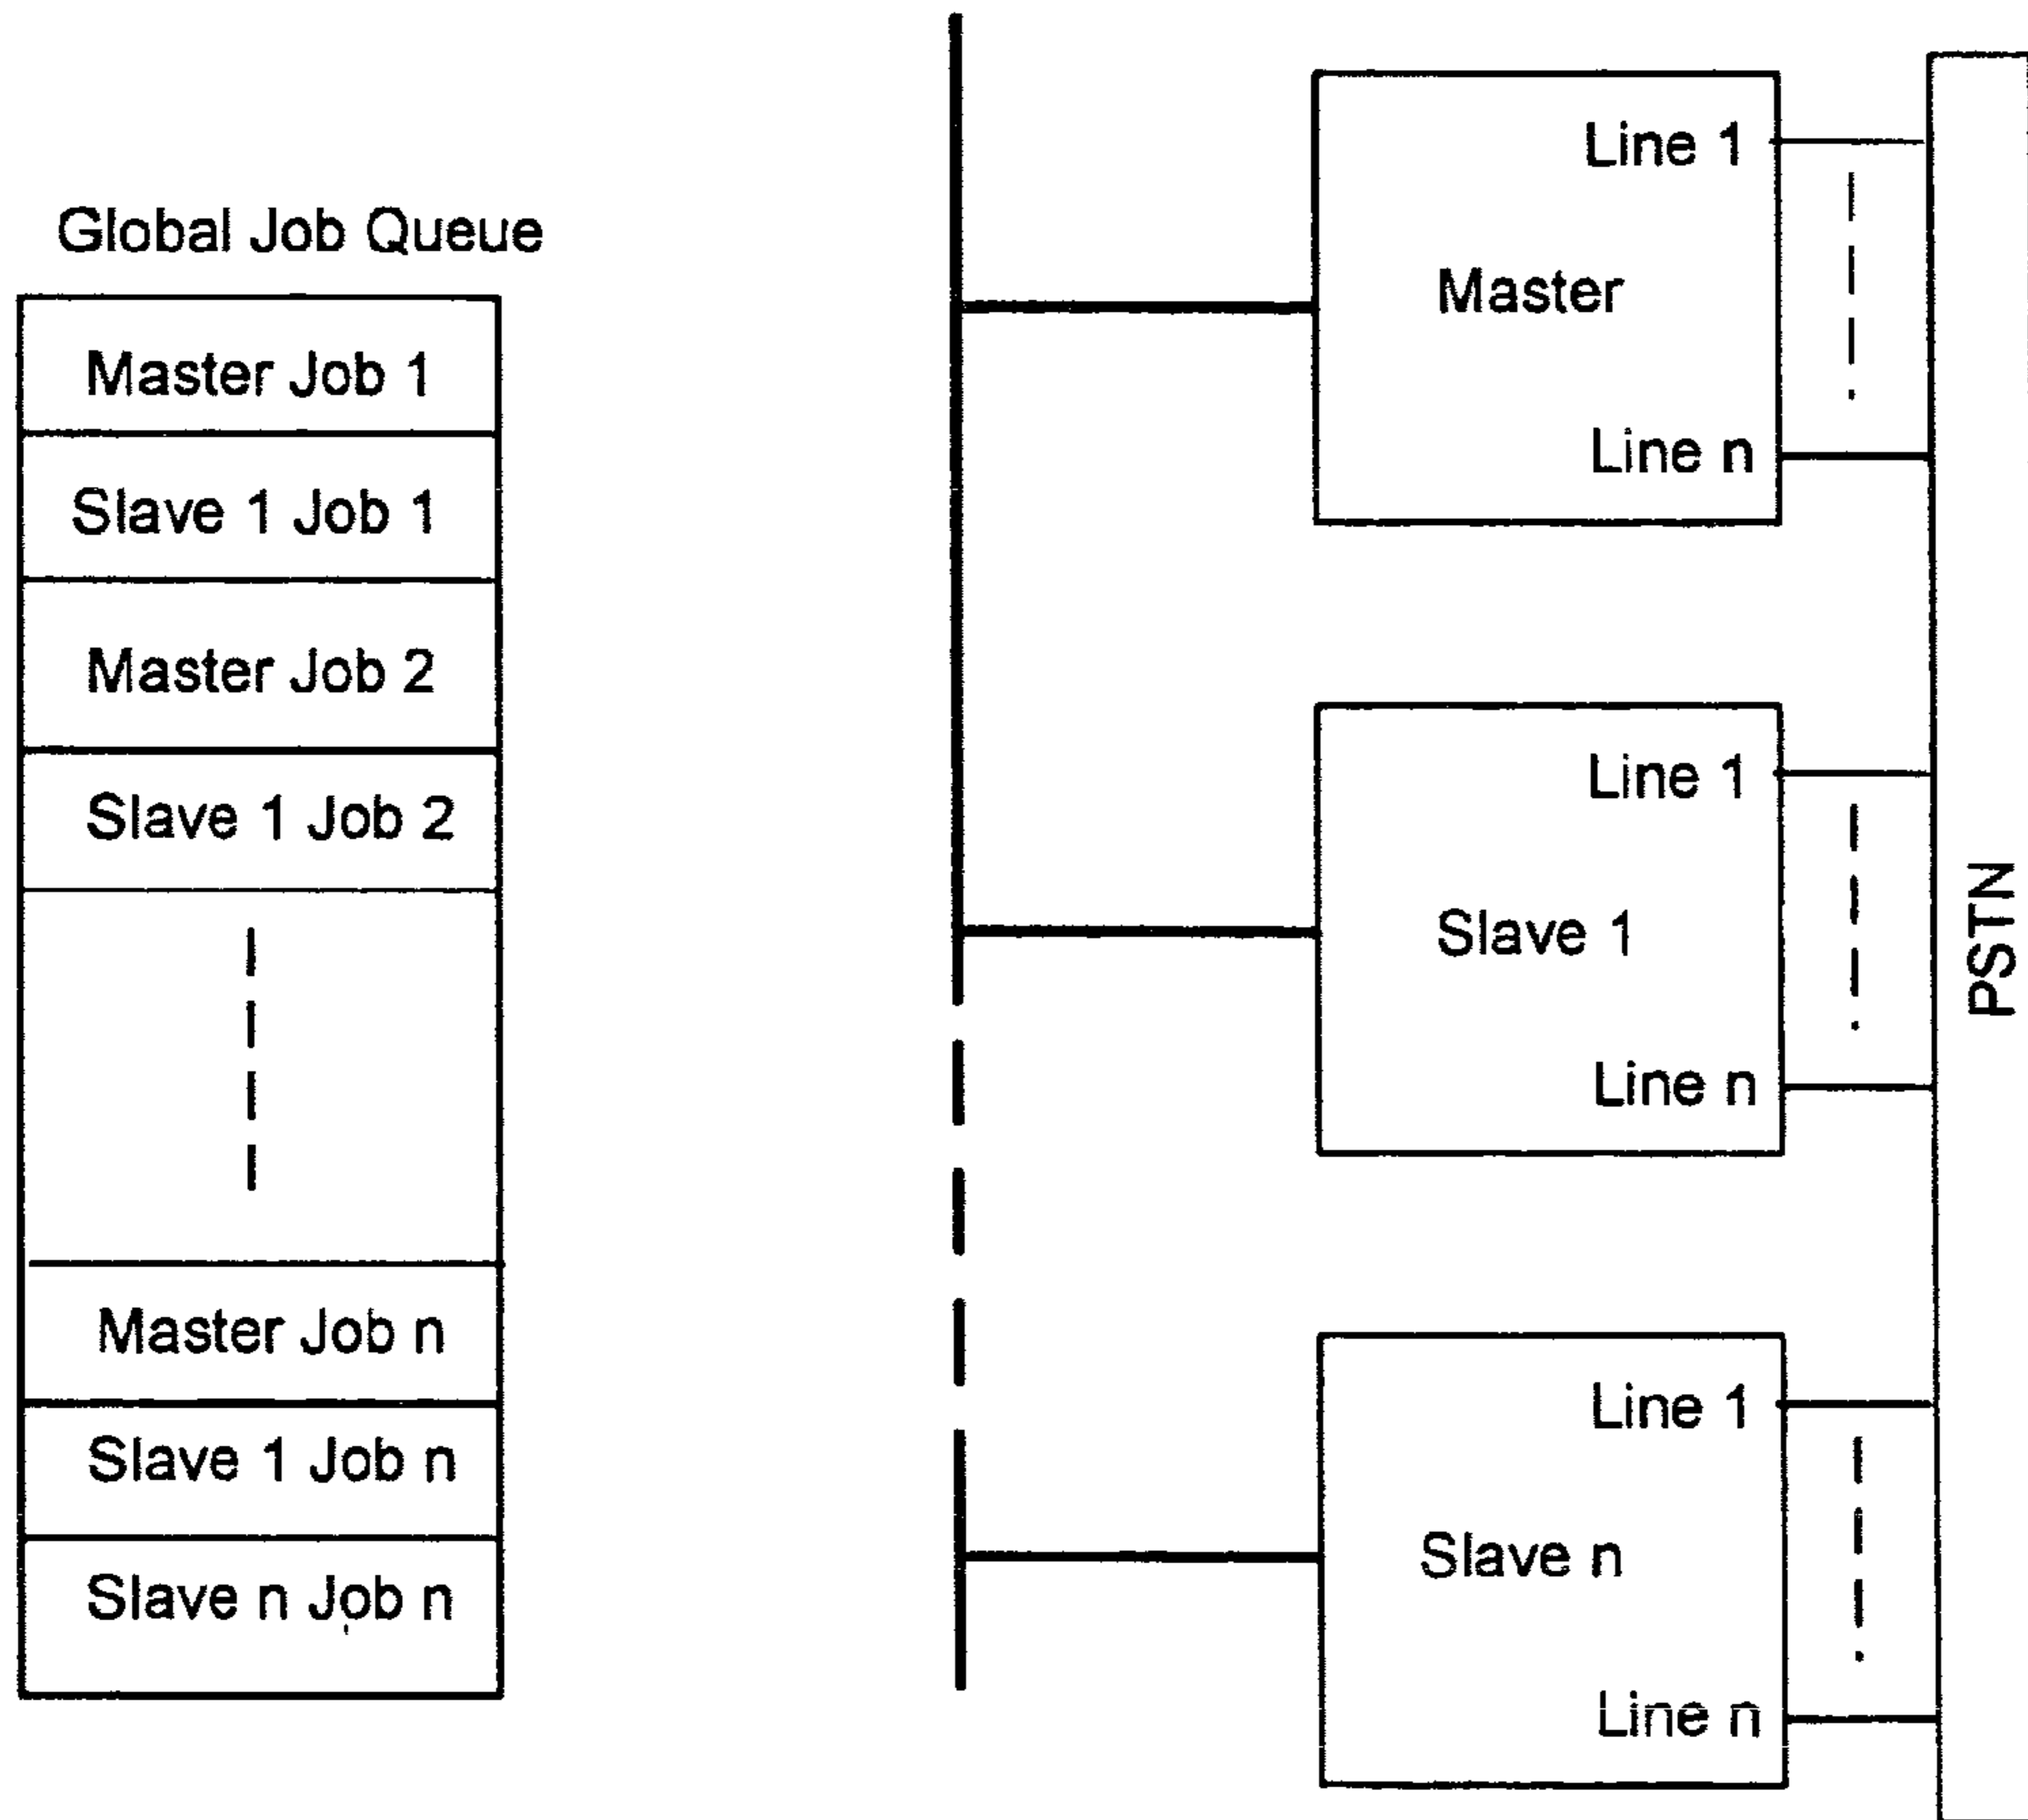 Global Job Queue
Master Job 1
Slave 1 Job 1
Master Job 2
Slave 1 Job 2
Master Job n
Slave 1 Job n
Slave n Job n
Line 1
Master
Line n
Line 1
Slave 1
Line n
Line 1
Slave n
Line n
PSTN